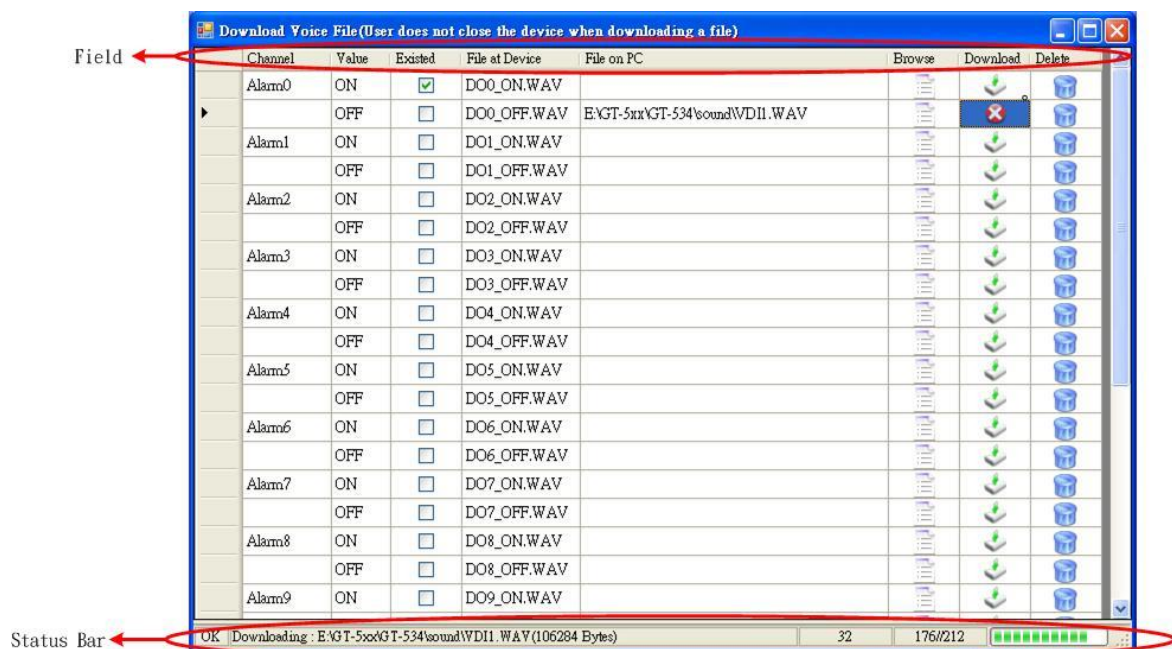 Download Voice File(User does not close the device when downloading a file)
Field
Channel Value Existed File at Device File on PC Browse Download Delete
Alarm0 ON DO0_ON.WAV
OFF DO0_OFF.WAV E:\GT-5xx\GT-534\sound\VDI1.WAV
Alarm1 ON DO1_ON.WAV
OFF DO1_OFF.WAV
Alarm2 ON DO2_ON.WAV
OFF DO2_OFF.WAV
Alarm3 ON DO3_ON.WAV
OFF DO3_OFF.WAV
Alarm4 ON DO4_ON.WAV
OFF DO4_OFF.WAV
Alarm5 ON DO5_ON.WAV
OFF DO5_OFF.WAV
Alarm6 ON DO6_ON.WAV
OFF DO6_OFF.WAV
Alarm7 ON DO7_ON.WAV
OFF DO7_OFF.WAV
Alarm8 ON DO8_ON.WAV
OFF DO8_OFF.WAV
Alarm9 ON DO9_ON.WAV
Status Bar
OK Downloading : E:\GT-5xx\GT-534\sound\VDI1.WAV(106284 Bytes) 32 176//212